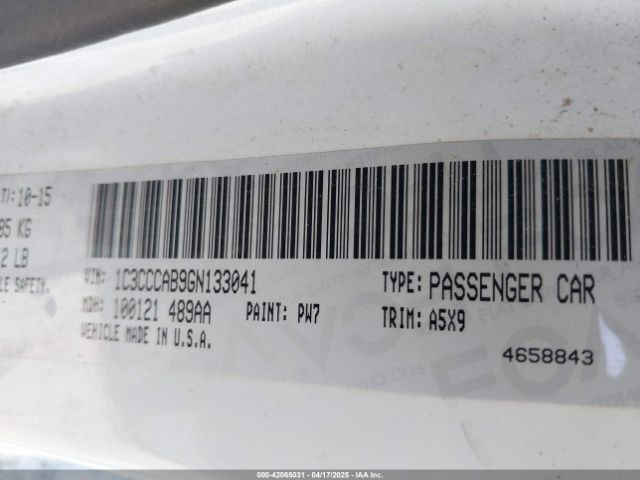 T): 10-15
85 KG
2 LB
LE SAFETY.
VIN: 1C3CCCAB9GN133041
TYPE: PASSENGER CAR
MDH: 100121 489AA
PAINT: PW7
TRIM: A5X9
VEHICLE MADE IN U.S.A.
4658843
000-42065031 - 04/17/2025 - IAA Inc.